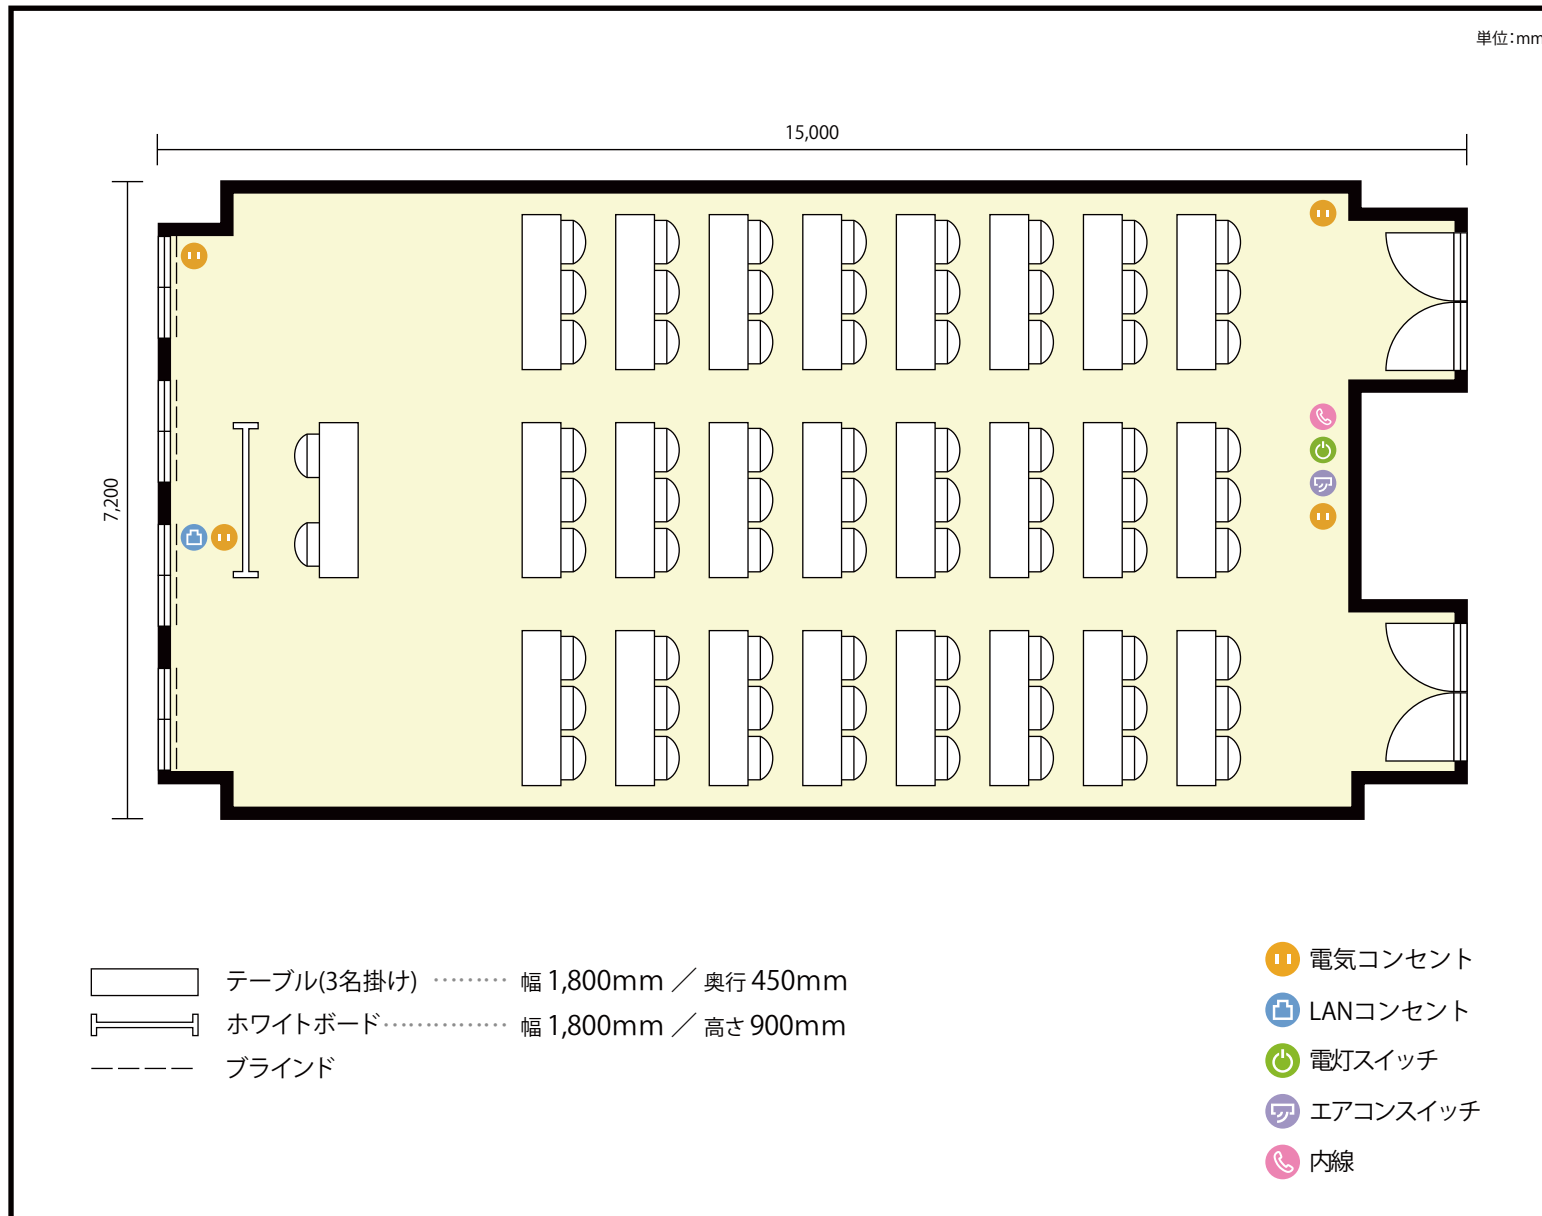 単位:mm
15,000
7,200
テーブル(3名掛け) ········· 幅 1,800mm ／ 奥行 450mm
ホワイトボード··············· 幅 1,800mm ／ 高さ 900mm
ブラインド
電気コンセント
LANコンセント
電灯スイッチ
エアコンスイッチ
内線